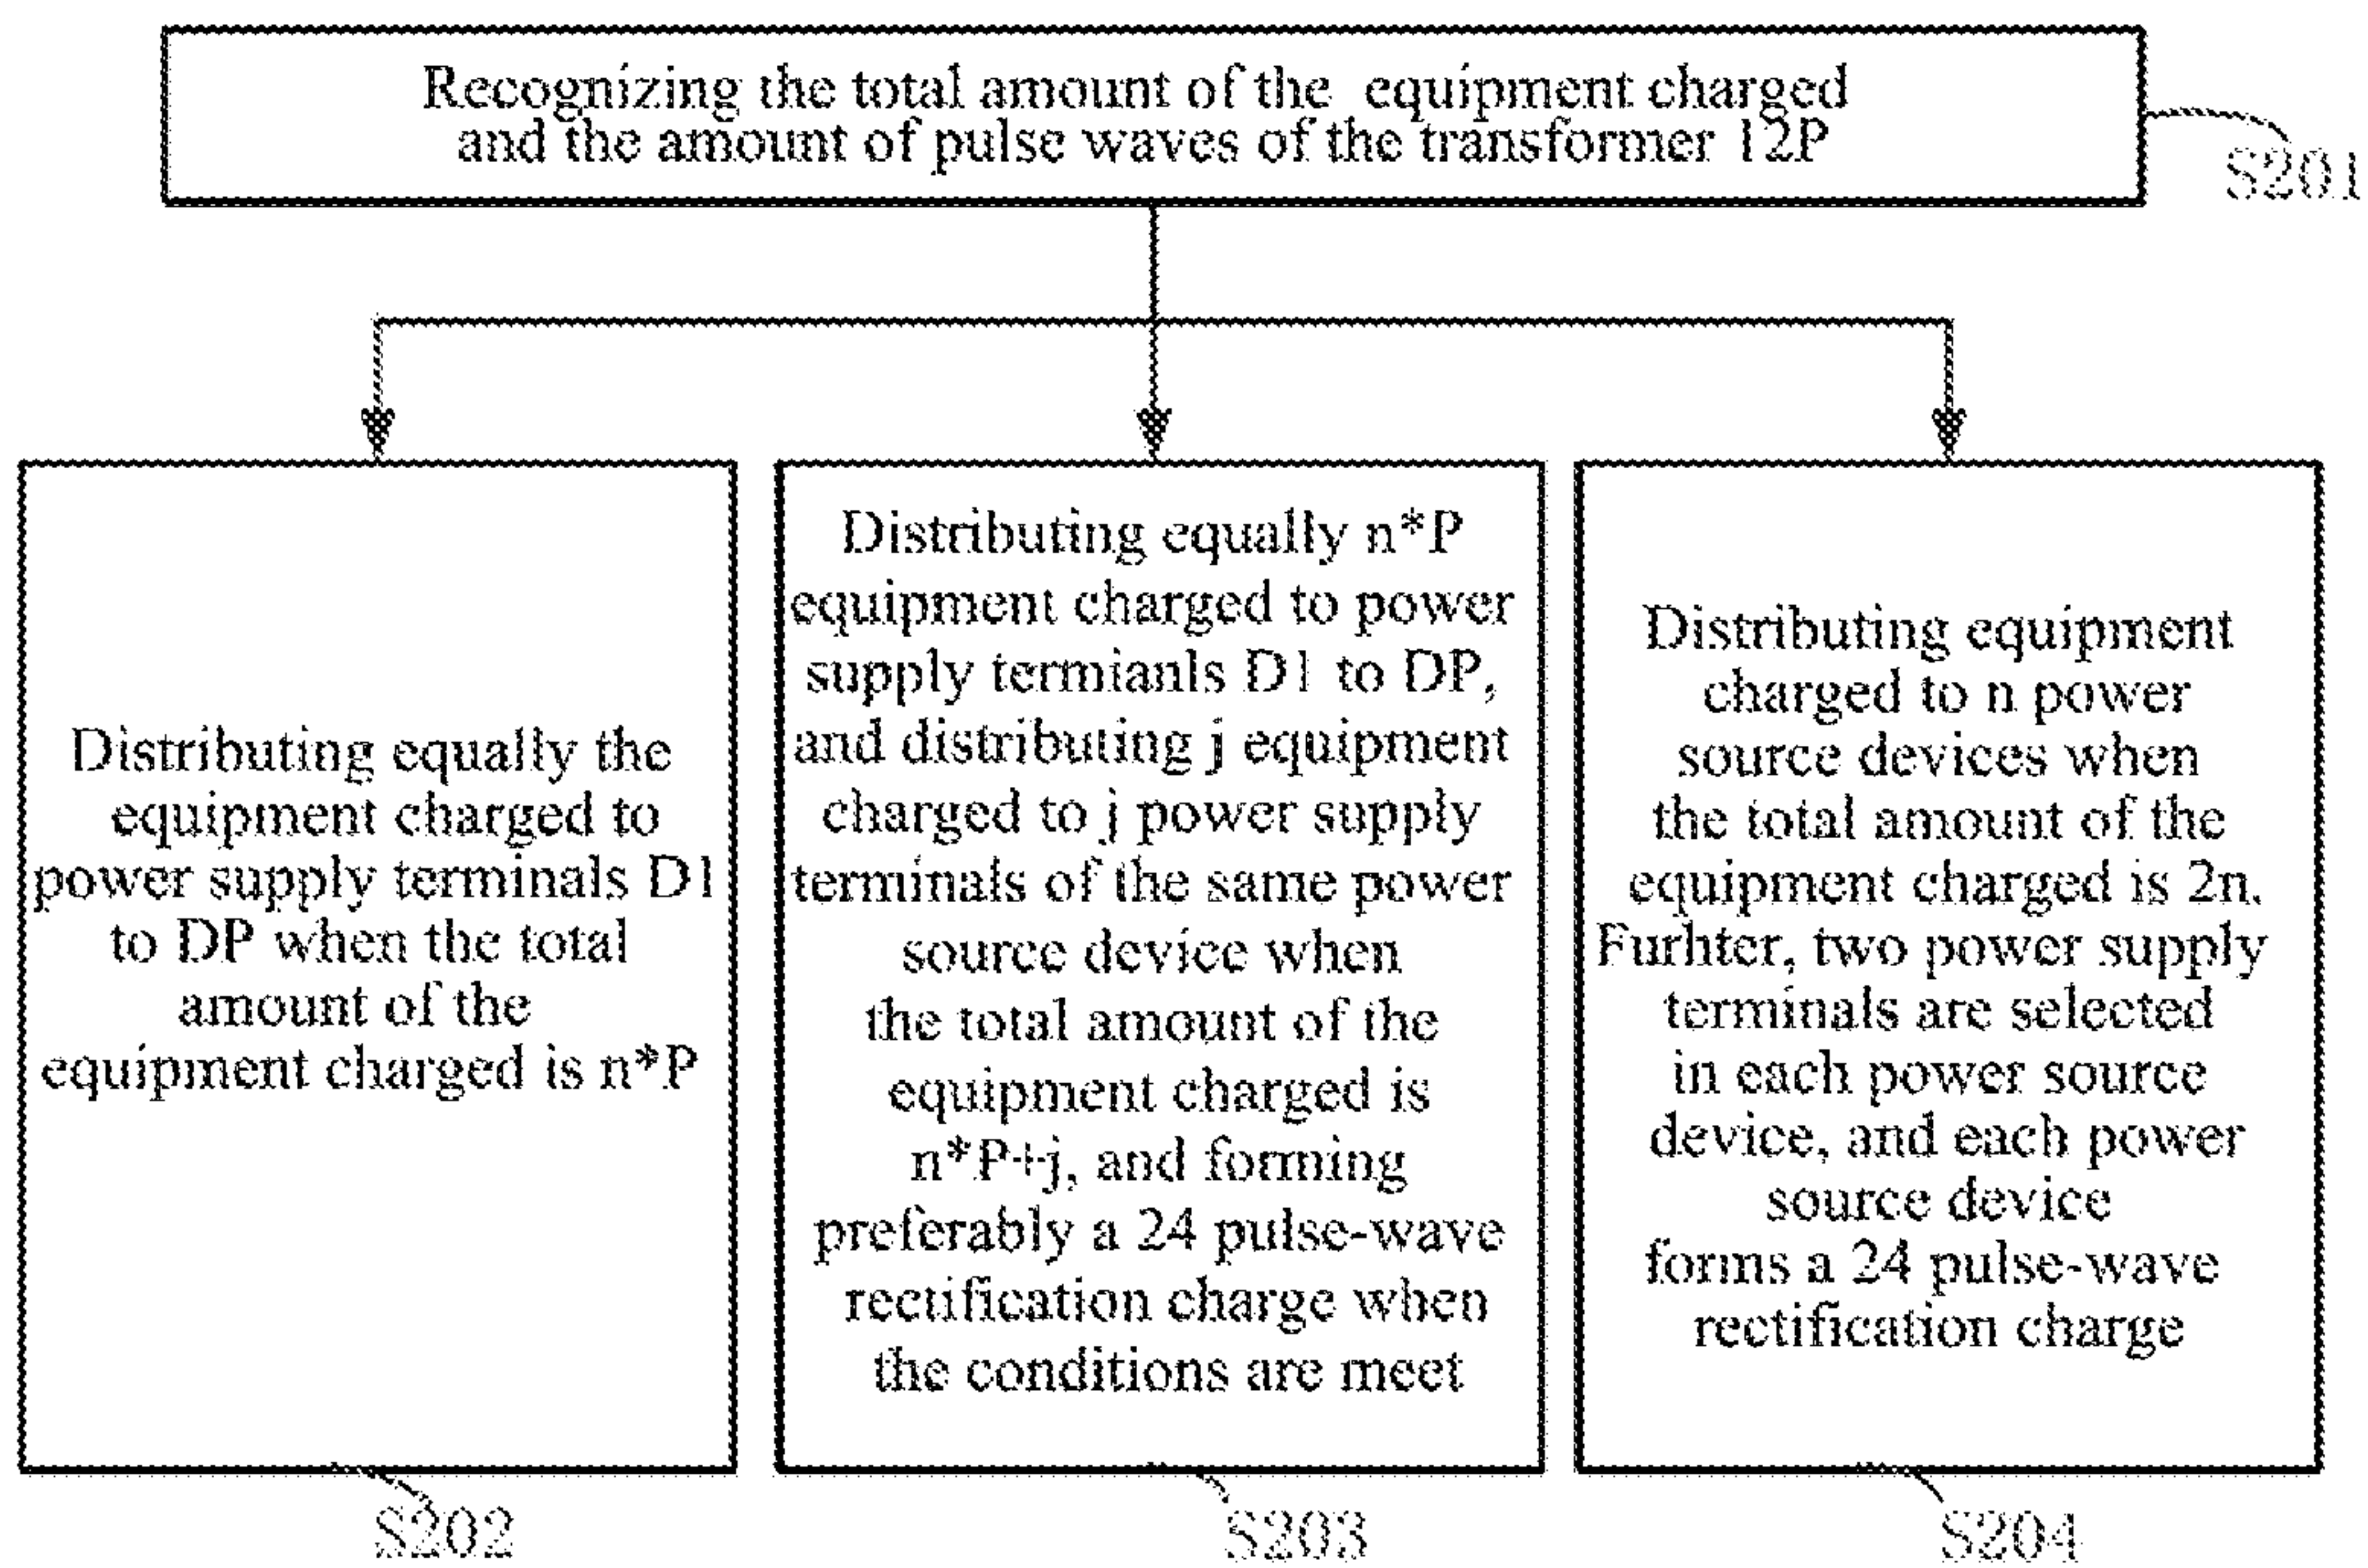 Recognizing the total amount of the equipment charged
and the amount of pulse waves of the transformer 12P
S201
Distributing equally the
equipment charged to
power supply terminals D1
to DP when the total
amount of the
equipment charged is n*P
S202
Distributing equally n*P
equipment charged to power
supply termianls D1 to DP,
and distributing j equipment
charged to j power supply
terminals of the same power
source device when
the total amount of the
equipment charged is
n*P+j, and forming
preferably a 24 pulse-wave
rectification charge when
the conditions are meet
S203
Distributing equipment
charged to n power
source devices when
the total amount of the
equipment charged is 2n.
Furhter, two power supply
terminals are selected
in each power source
device, and each power
source device
forms a 24 pulse-wave
rectification charge
S204